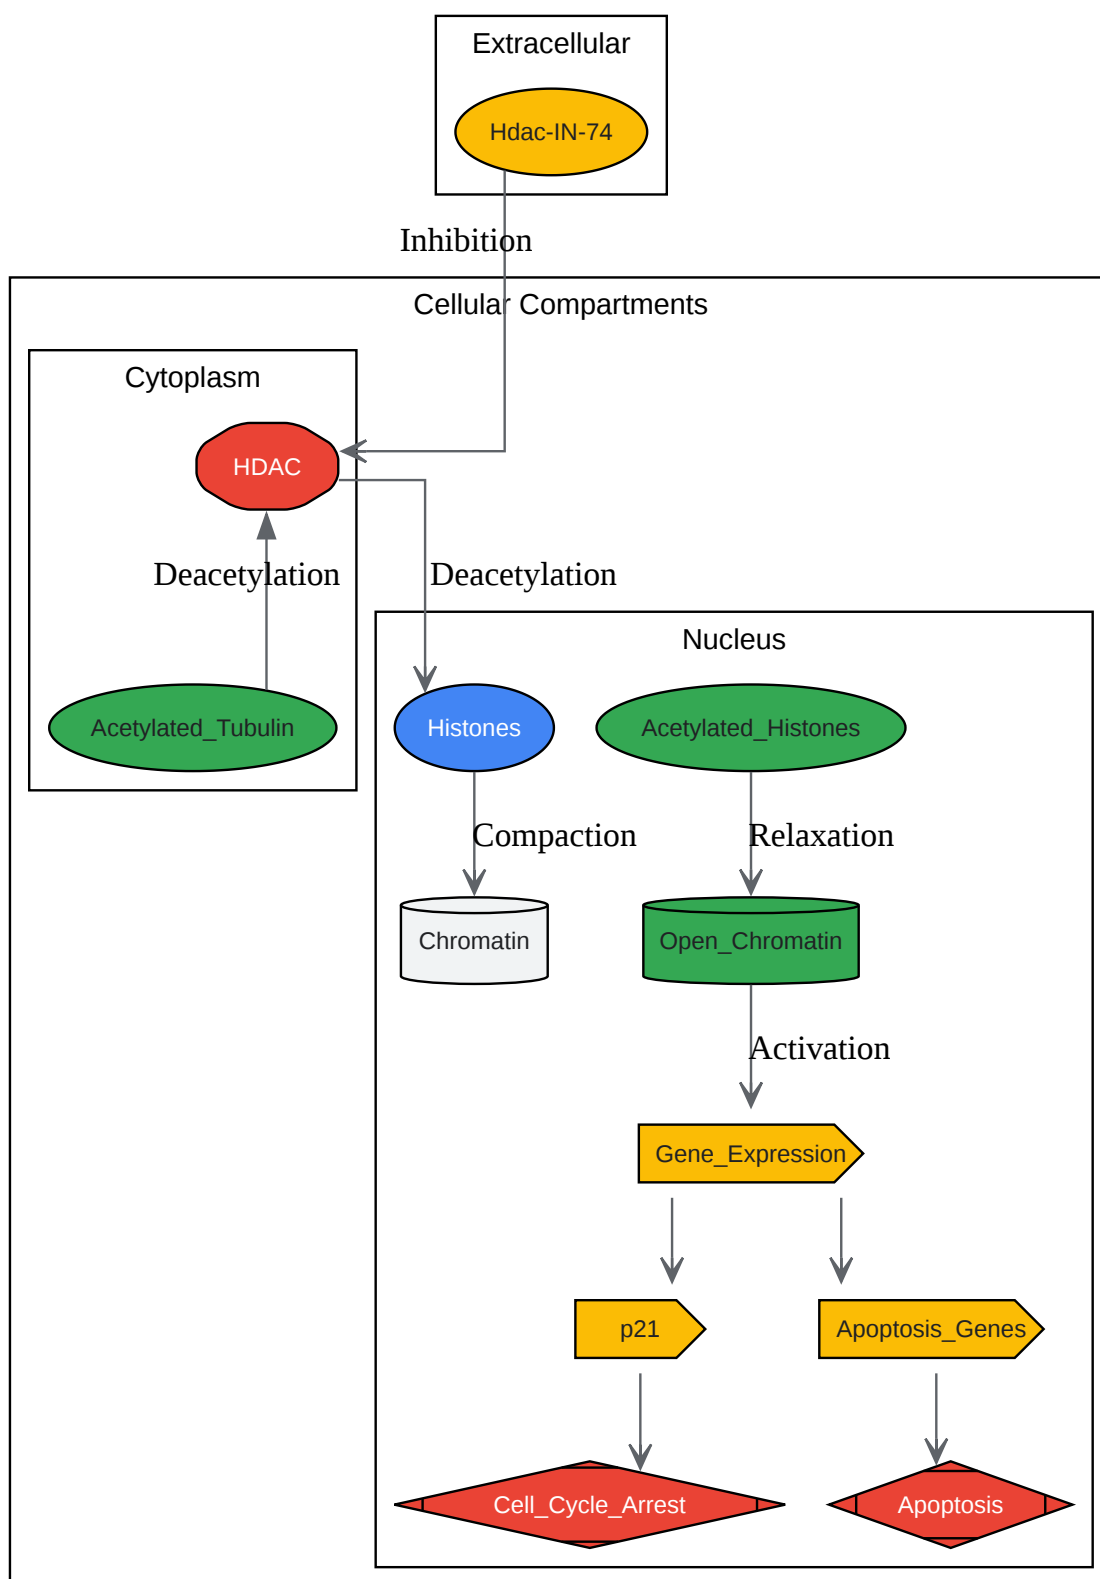 Extracellular
Hdac-IN-74
Inhibition
Cellular Compartments
Cytoplasm
HDAC
Deacetylation
Deacetylation
Nucleus
Acetylated_Tubulin
Histones
Acetylated_Histones
Compaction
Relaxation
Chromatin
Open_Chromatin
Activation
Gene_Expression
p21
Apoptosis_Genes
Cell_Cycle_Arrest
Apoptosis